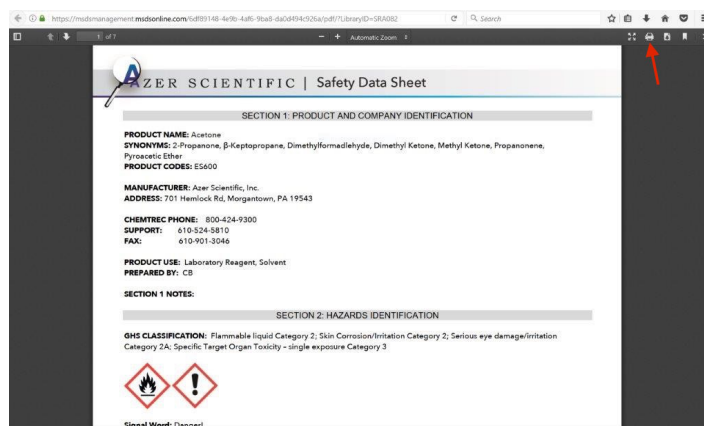 https://msdsmanagement.msdsonline.com/6df89148-4e9b-4af6-9ba8-da0d494c926a/pdf/?LibraryID=SRA082
Search
1 of 7
Automatic Zoom
AZER SCIENTIFIC | Safety Data Sheet
SECTION 1: PRODUCT AND COMPANY IDENTIFICATION
PRODUCT NAME: Acetone
SYNONYMS: 2-Propanone, β-Keptopropane, Dimethylformadlehyde, Dimethyl Ketone, Methyl Ketone, Propanonene,
Pyroacetic Ether
PRODUCT CODES: ES600
MANUFACTURER: Azer Scientific, Inc.
ADDRESS: 701 Hemlock Rd, Morgantown, PA 19543
CHEMTREC PHONE: 800-424-9300
SUPPORT: 610-524-5810
FAX: 610-901-3046
PRODUCT USE: Laboratory Reagent, Solvent
PREPARED BY: CB
SECTION 1 NOTES:
SECTION 2: HAZARDS IDENTIFICATION
GHS CLASSIFICATION: Flammable liquid Category 2; Skin Corrosion/Irritation Category 2; Serious eye damage/irritation
Category 2A; Specific Target Organ Toxicity – single exposure Category 3
Signal Word: Danger!